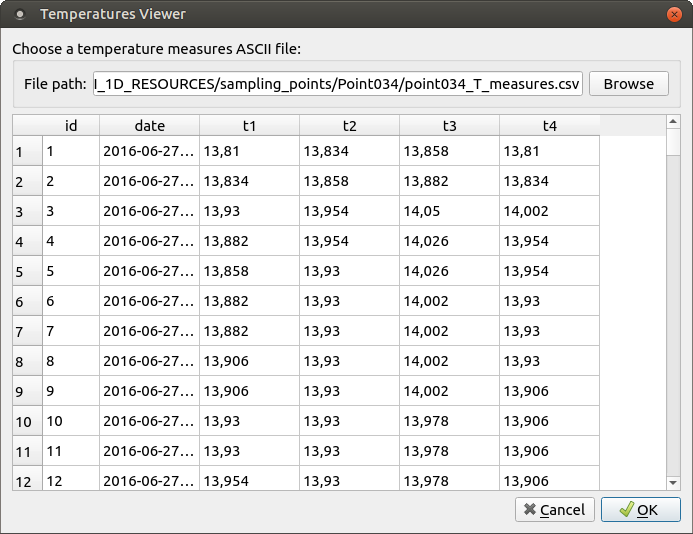 Temperatures Viewer
Choose a temperature measures ASCII file:
File path: I_1D_RESOURCES/sampling_points/Point034/point034_T_measures.csv Browse
id date t1 t2 t3 t4
1 1 2016-06-27... 13,81 13,834 13,858 13,81
2 2 2016-06-27... 13,834 13,858 13,882 13,834
3 3 2016-06-27... 13,93 13,954 14,05 14,002
4 4 2016-06-27... 13,882 13,954 14,026 13,954
5 5 2016-06-27... 13,858 13,93 14,026 13,954
6 6 2016-06-27... 13,882 13,93 14,002 13,93
7 7 2016-06-27... 13,882 13,93 14,002 13,93
8 8 2016-06-27... 13,906 13,93 14,002 13,93
9 9 2016-06-27... 13,906 13,93 14,002 13,906
10 10 2016-06-27... 13,93 13,93 13,978 13,906
11 11 2016-06-27... 13,93 13,93 13,978 13,906
12 12 2016-06-27... 13,954 13,93 13,978 13,906
Cancel OK